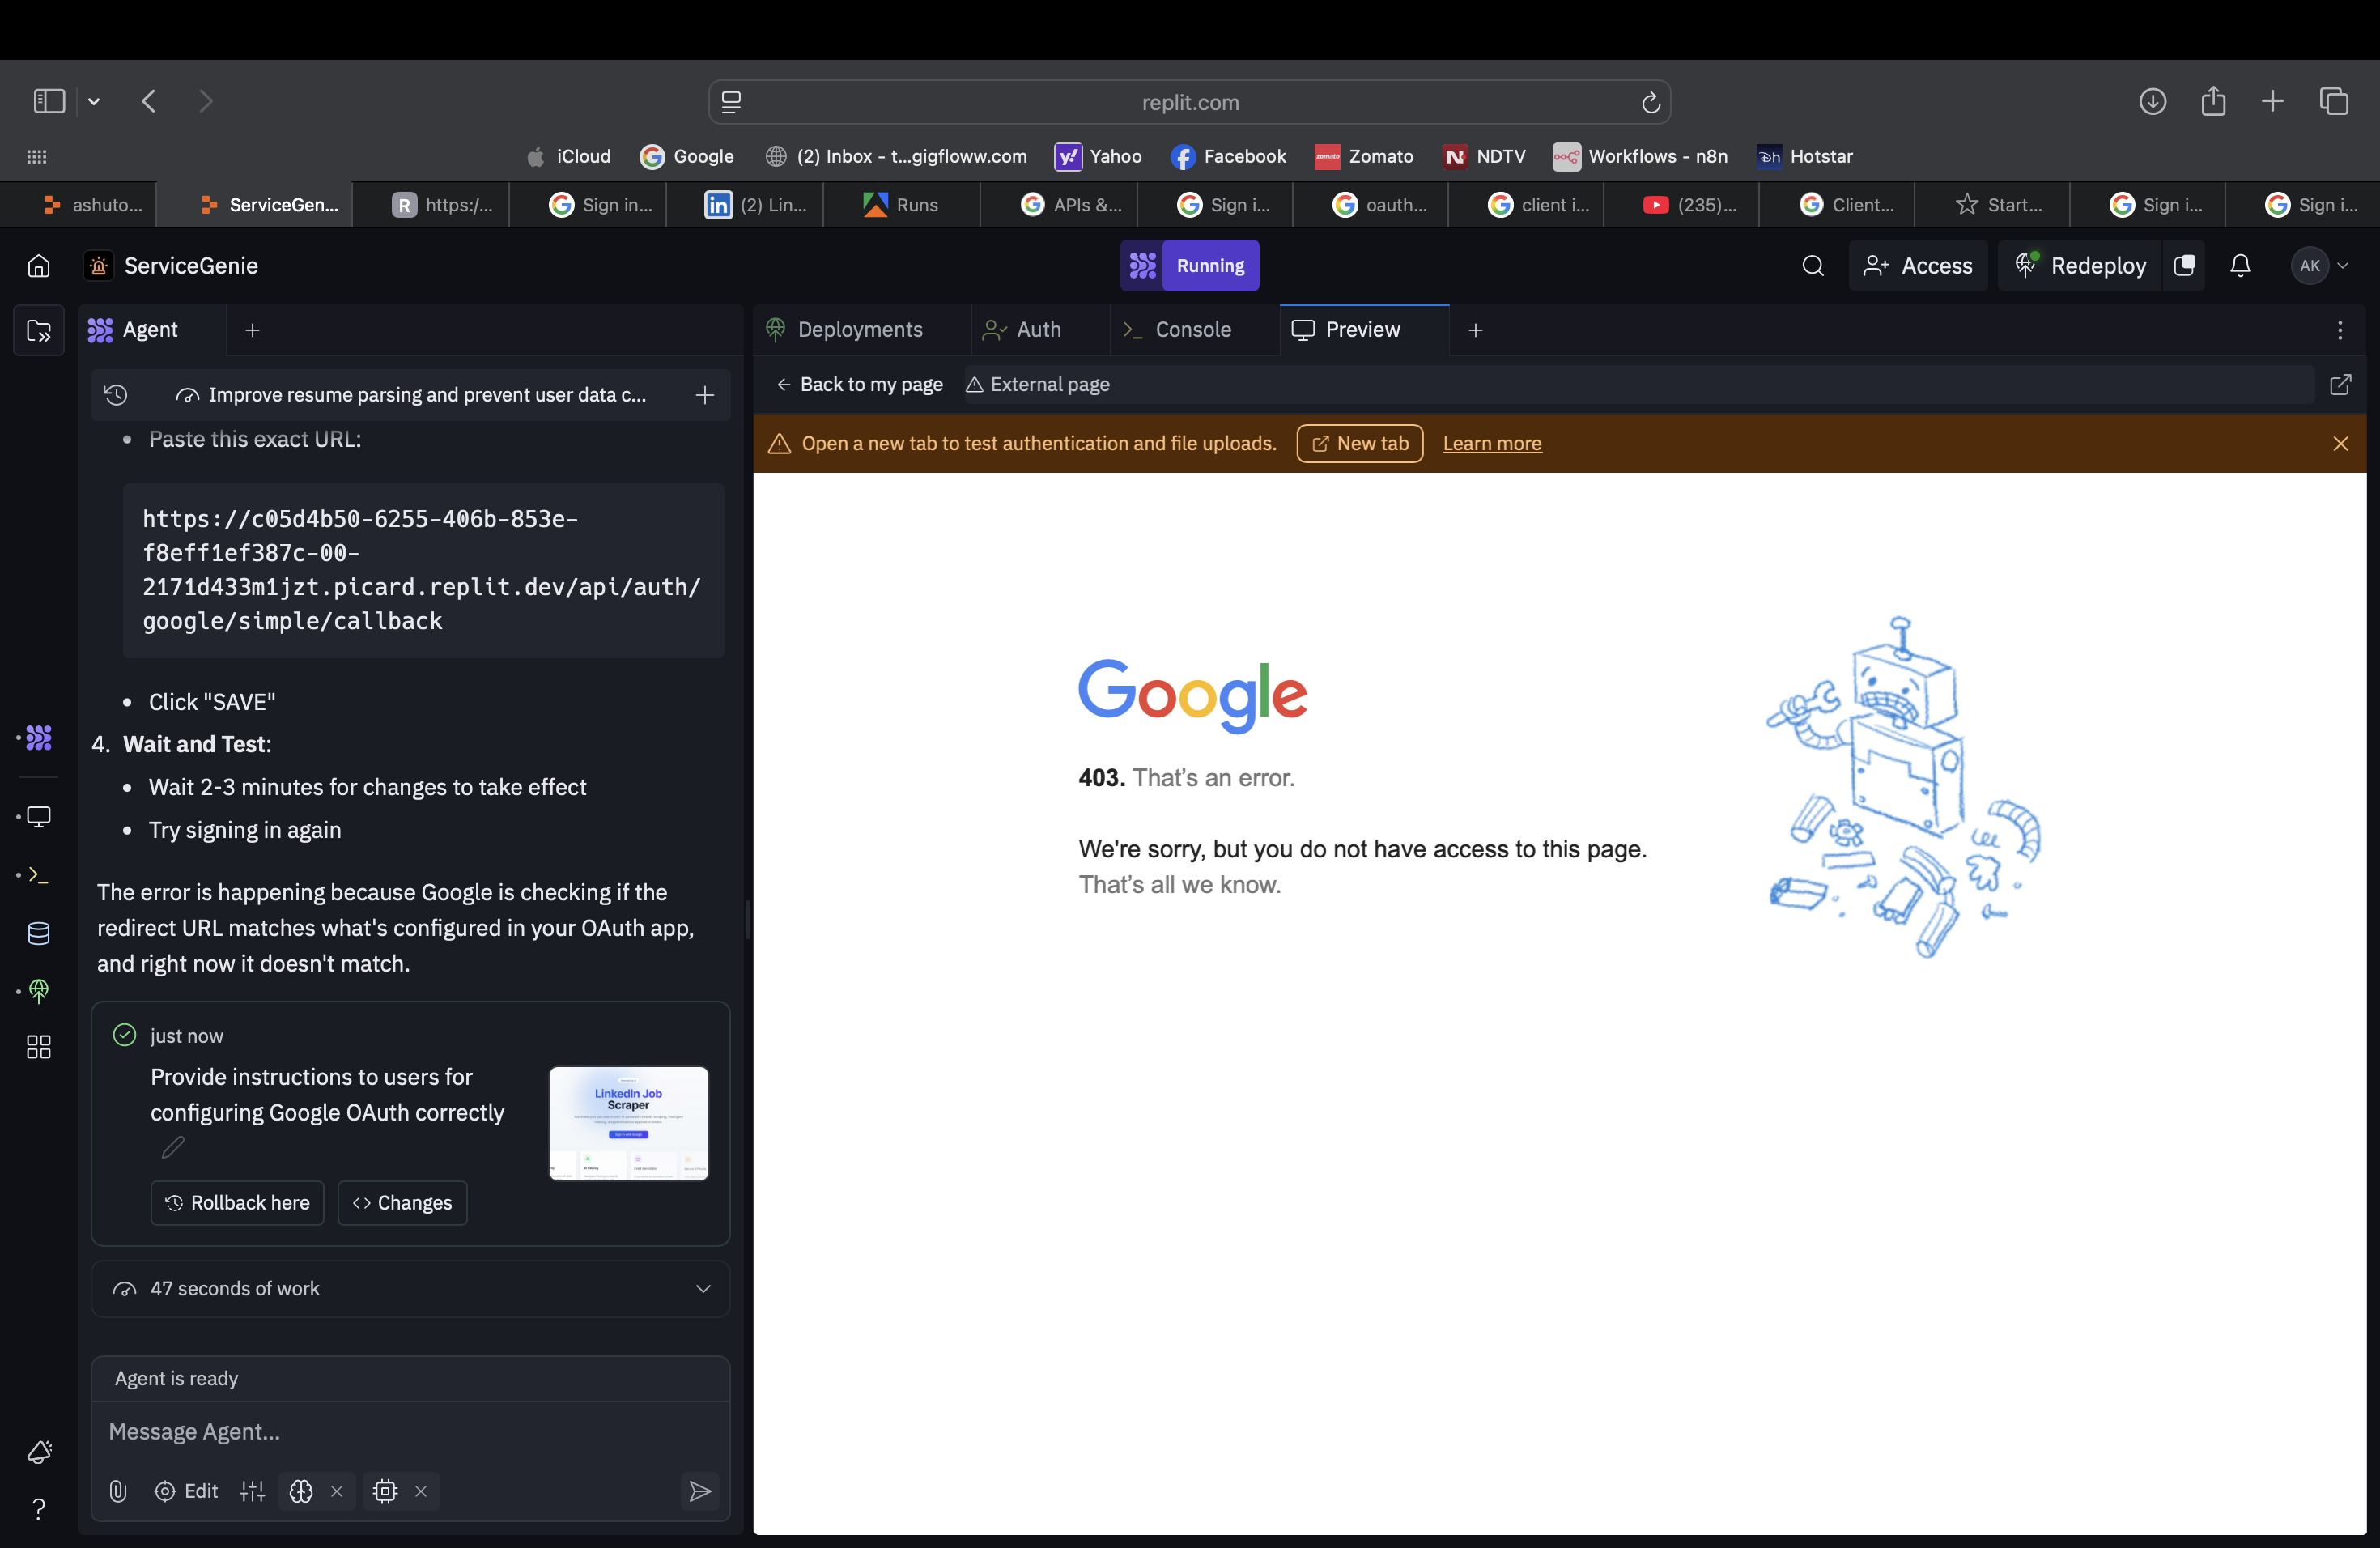 replit.com
iCloud
Google
(2) Inbox - t...gigfloww.com
Yahoo
Facebook
zomato
Zomato
NDTV
Workflows - n8n
Hotstar
ashuto...
ServiceGen...
R
https:/...
Sign in...
(2) Lin...
Runs
APIs &...
Sign i...
oauth...
client i...
(235)...
Client...
Start...
Sign i...
Sign i...
ServiceGenie
Running
Access
Redeploy
AK
Agent
Deployments
Auth
Console
Preview
Improve resume parsing and prevent user data c...
Back to my page
External page
Paste this exact URL:
Open a new tab to test authentication and file uploads.
New tab
Learn more
https://c05d4b50-6255-406b-853e-
f8eff1ef387c-00-
2171d433m1jzt.picard.replit.dev/api/auth/
google/simple/callback
Click "SAVE"
4. Wait and Test:
Wait 2-3 minutes for changes to take effect
Try signing in again
The error is happening because Google is checking if the
redirect URL matches what's configured in your OAuth app,
and right now it doesn't match.
just now
Provide instructions to users for
configuring Google OAuth correctly
LinkedIn Job
Scraper
Rollback here
Changes
47 seconds of work
Agent is ready
Message Agent...
Edit
Google
403. That's an error.
We're sorry, but you do not have access to this page.
That's all we know.